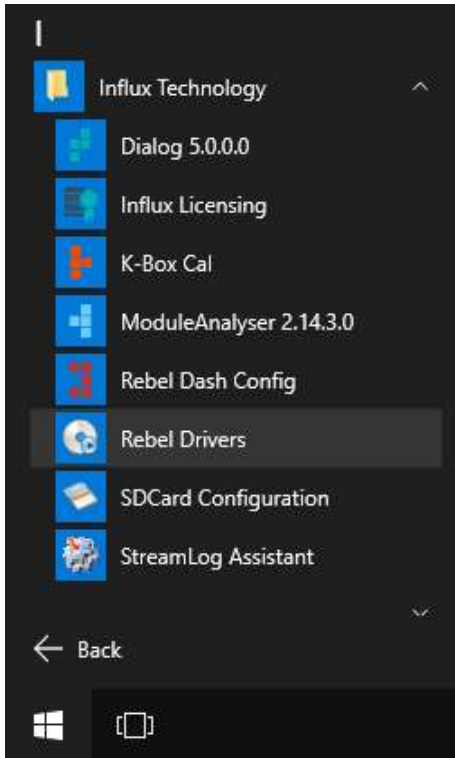 I
Influx Technology
Dialog 5.0.0.0
Influx Licensing
K-Box Cal
ModuleAnalyser 2.14.3.0
Rebel Dash Config
Rebel Drivers
SDCard Configuration
StreamLog Assistant
Back